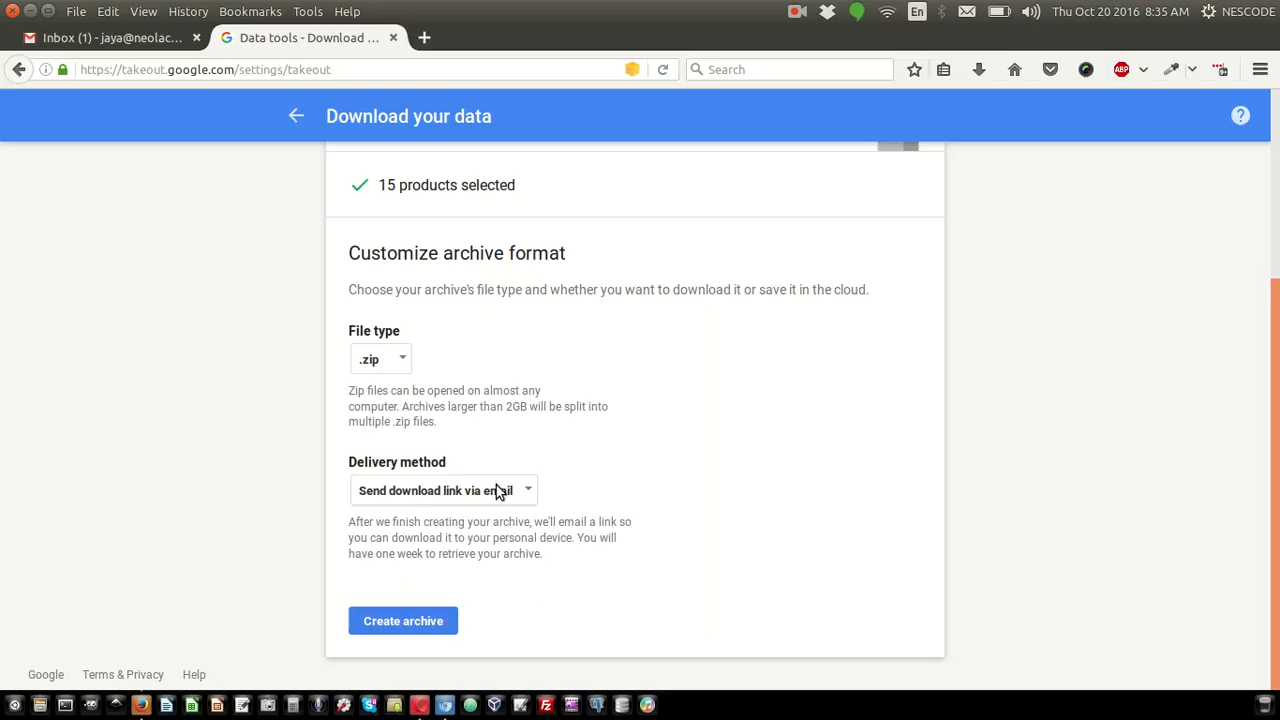 File Edit View History Bookmarks Tools Help En Thu Oct 20 2016 8:35 AM NESCODE
Inbox (1) - jaya@neolac... Data tools - Download ...
https://takeout.google.com/settings/takeout Search ABP
Download your data
15 products selected
Customize archive format
Choose your archive's file type and whether you want to download it or save it in the cloud.
File type
.zip
Zip files can be opened on almost any
computer. Archives larger than 2GB will be split into
multiple .zip files.
Delivery method
Send download link via email
After we finish creating your archive, we'll email a link so
you can download it to your personal device. You will
have one week to retrieve your archive.
Create archive
Google Terms & Privacy Help